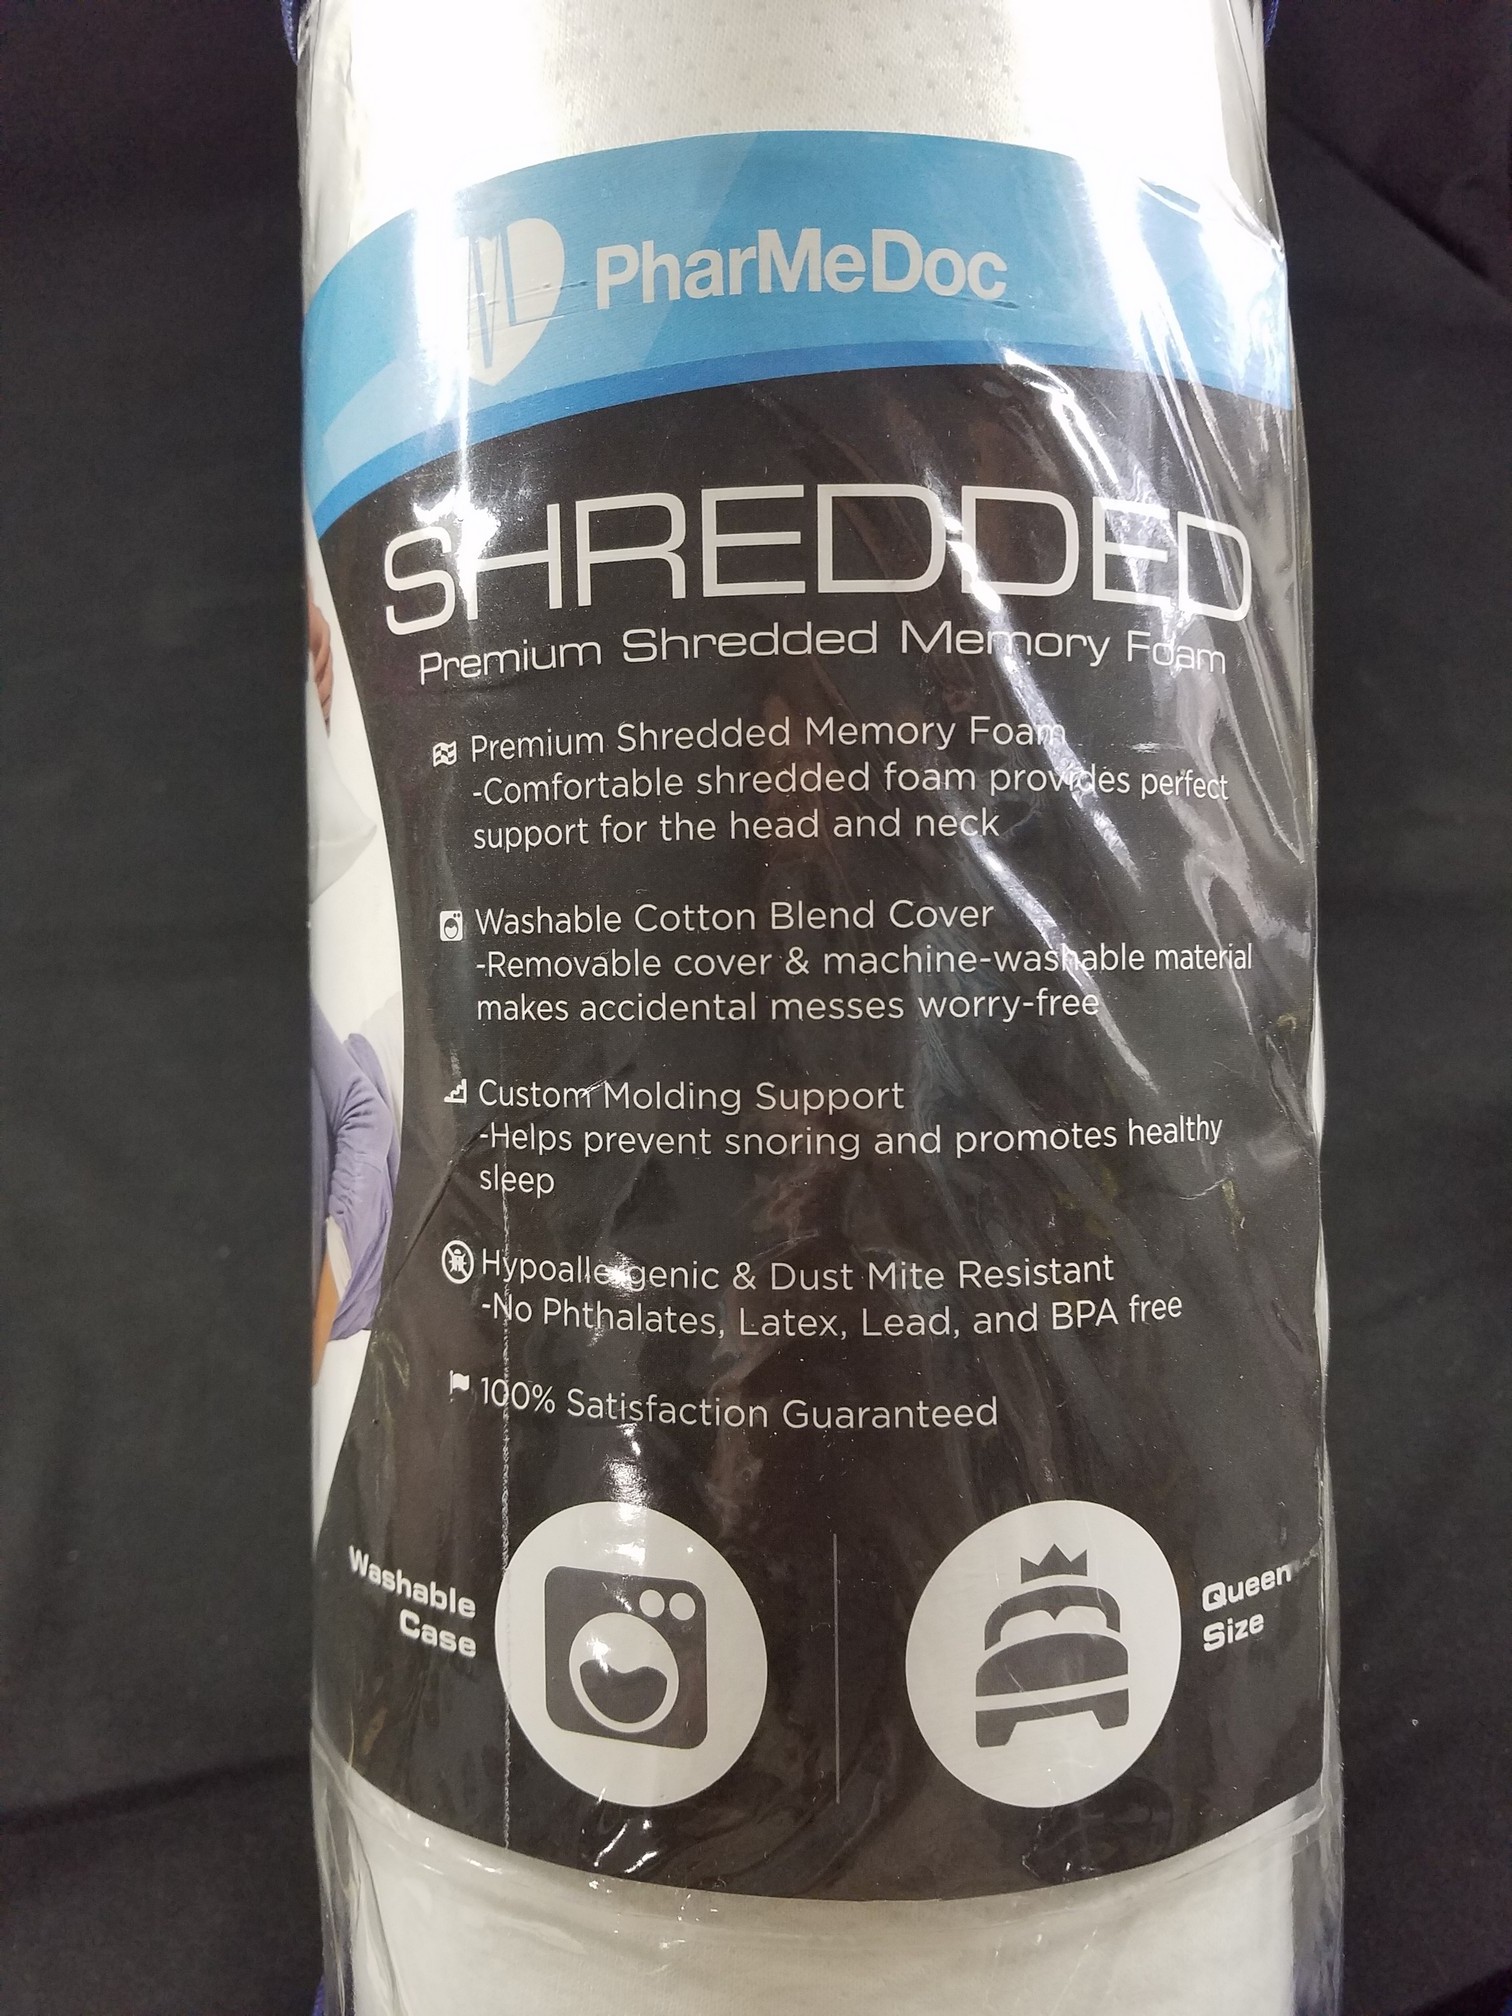 PharMeDoc
SHREDDED
Premium Shredded Memory Foam
Premium Shredded Memory Foam
-Comfortable shredded foam provides perfect
support for the head and neck
Washable Cotton Blend Cover
-Removable cover & machine-washable material
makes accidental messes worry-free
Custom Molding Support
-Helps prevent snoring and promotes healthy
sleep
Hypoallergenic & Dust Mite Resistant
-No Phthalates, Latex, Lead, and BPA free
100% Satisfaction Guaranteed
Washable
Case
Queen
Size